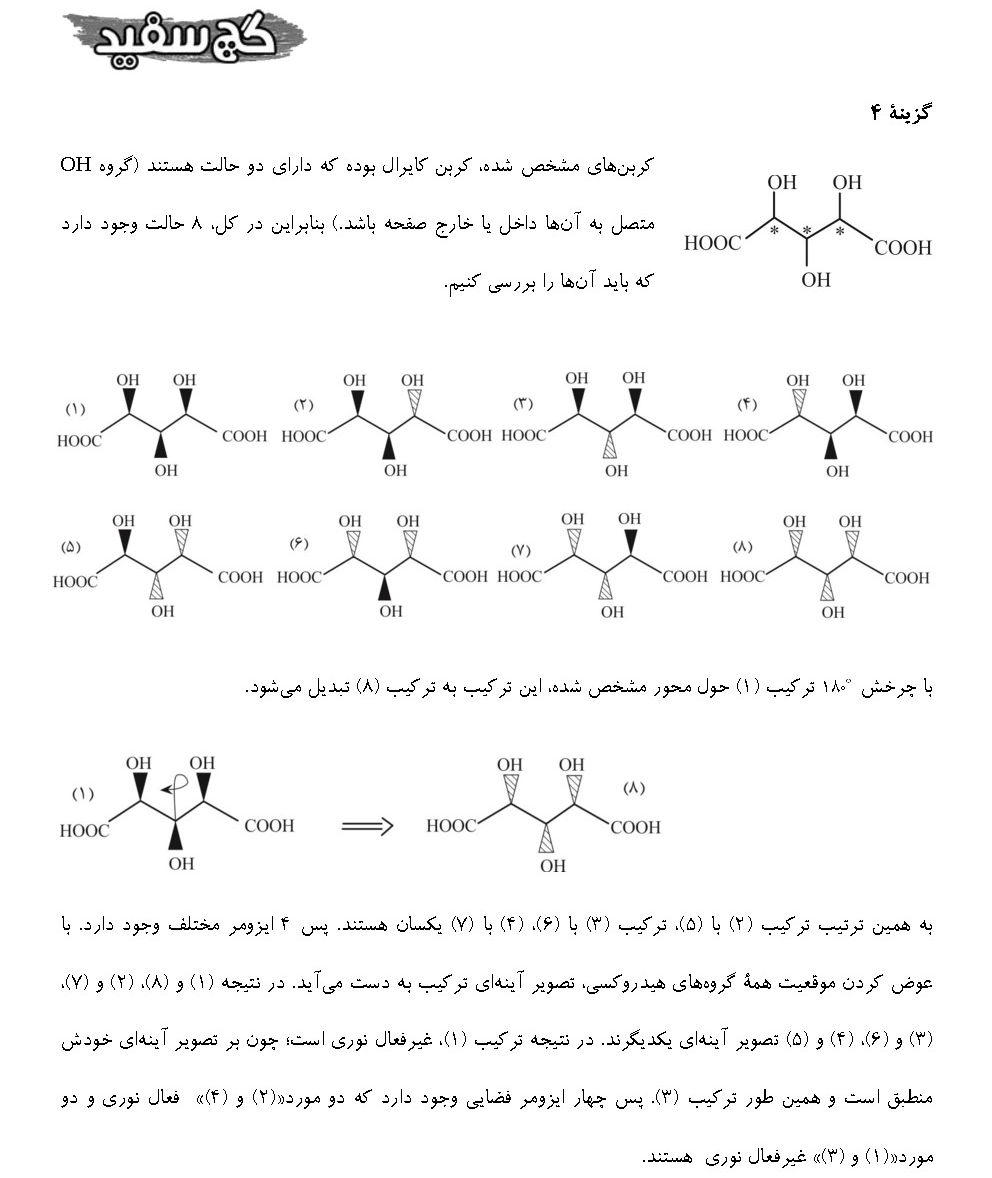 گچ سفید
گزینهٔ ۴
کربن‌های مشخص شده، کربن کایرال بوده که دارای دو حالت هستند (گروه OH
متصل به آن‌ها داخل یا خارج صفحه باشد.) بنابراین در کل، ۸ حالت وجود دارد
که باید آن‌ها را بررسی کنیم.
OH OH
HOOC * * * COOH
OH
(۱) OH OH HOOC COOH OH
(۲) OH OH HOOC COOH OH
(۳) OH OH HOOC COOH OH
(۴) OH OH HOOC COOH OH
(۵) OH OH HOOC COOH OH
(۶) OH OH HOOC COOH OH
(۷) OH OH HOOC COOH OH
(۸) OH OH HOOC COOH OH
با چرخش °۱۸۰ ترکیب (۱) حول محور مشخص شده، این ترکیب به ترکیب (۸) تبدیل می‌شود.
(۱) OH OH HOOC COOH OH
OH OH (۸) HOOC COOH OH
به همین ترتیب ترکیب (۲) با (۵)، ترکیب (۳) با (۶)، (۴) با (۷) یکسان هستند. پس ۴ ایزومر مختلف وجود دارد. با
عوض کردن موقعیت همهٔ گروه‌های هیدروکسی، تصویر آینه‌ای ترکیب به دست می‌آید. در نتیجه (۱) و (۸)، (۲) و (۷)،
(۳) و (۶)، (۴) و (۵) تصویر آینه‌ای یکدیگرند. در نتیجه ترکیب (۱)، غیرفعال نوری است؛ چون بر تصویر آینه‌ای خودش
منطبق است و همین طور ترکیب (۳). پس چهار ایزومر فضایی وجود دارد که دو مورد«(۲) و (۴)» فعال نوری و دو
مورد«(۱) و (۳)» غیرفعال نوری هستند.